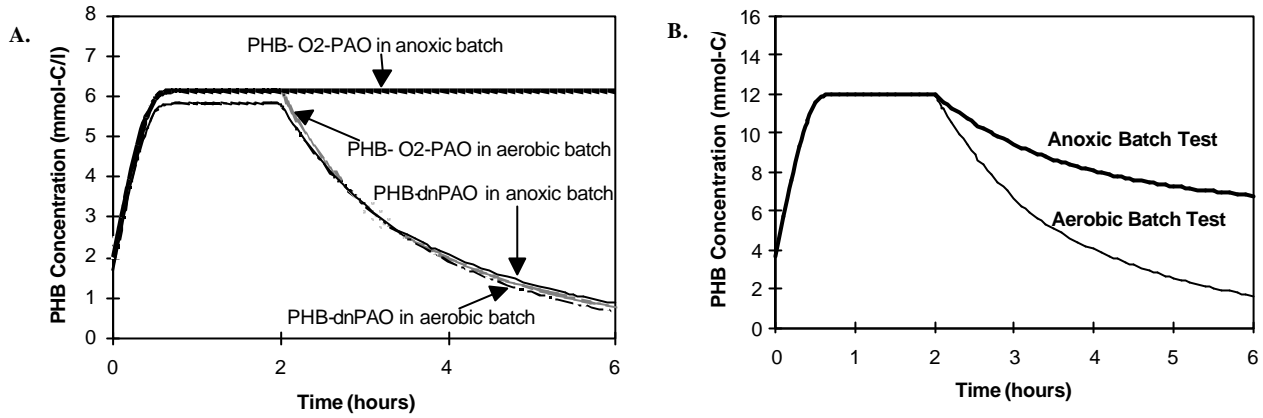 A.
PHB Concentration (mmol-C/l)
8
7
6
5
4
3
2
1
0
PHB- O2-PAO in anoxic batch
PHB- O2-PAO in aerobic batch
PHB-dnPAO in anoxic batch
PHB-dnPAO in aerobic batch
0 2 4 6
Time (hours)
B.
PHB Concentration (mmol-C/
16
14
12
10
8
6
4
2
0
Anoxic Batch Test
Aerobic Batch Test
0 1 2 3 4 5 6
Time (hours)